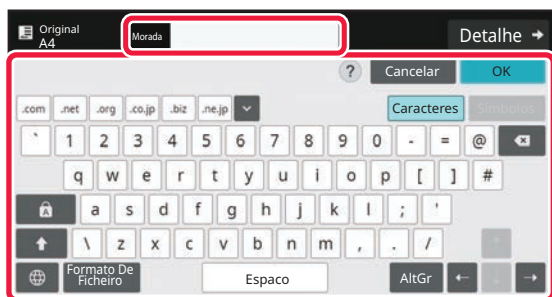 Original
A4
Morada
Detalhe
? Cancelar OK
.com .net .org .co.jp .biz .ne.jp Caracteres Símbolos
` 1 2 3 4 5 6 7 8 9 0 - = @
q w e r t y u i o p [ ] #
A a s d f g h j k l ; '
\ z x c v b n m , . /
Formato De
Ficheiro
Espaco
AltGr